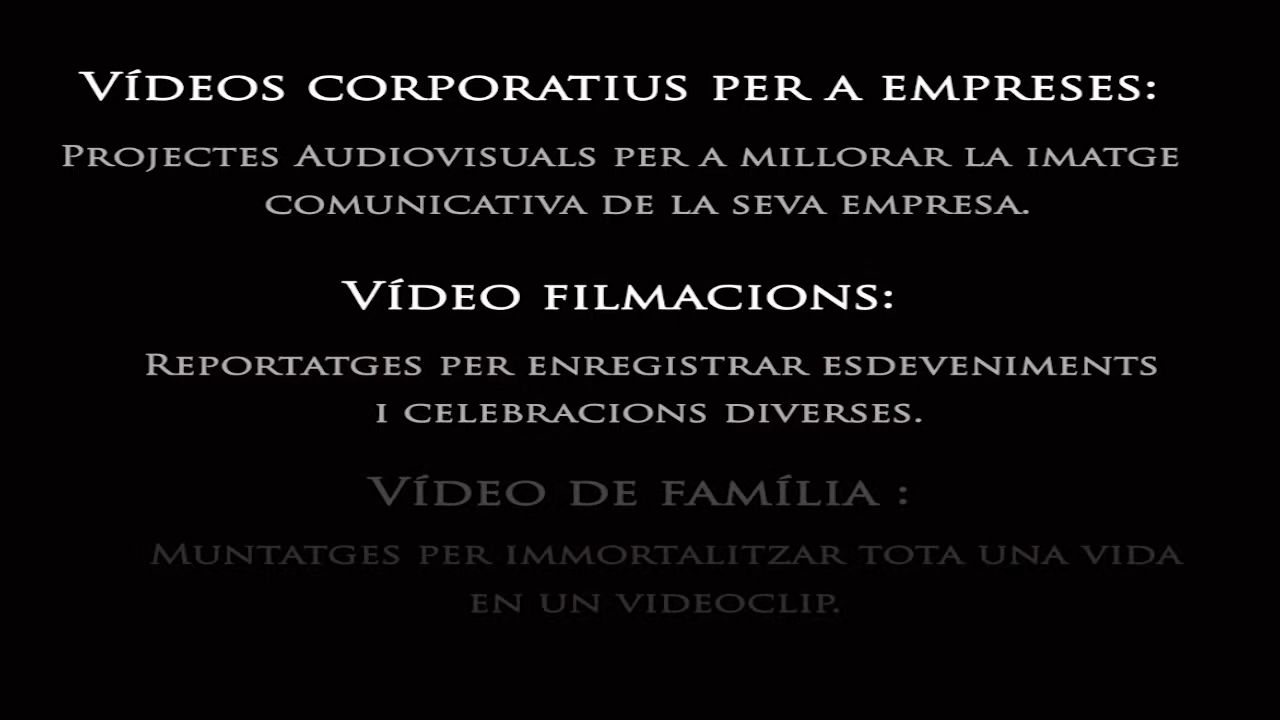 Vídeos corporatius per a empreses:
Projectes Audiovisuals per a millorar la imatge
comunicativa de la seva empresa.
Vídeo filmacions:
Reportatges per enregistrar esdeveniments
i celebracions diverses.
Vídeo de família :
Muntatges per immortalitzar tota una vida
en un videoclip.